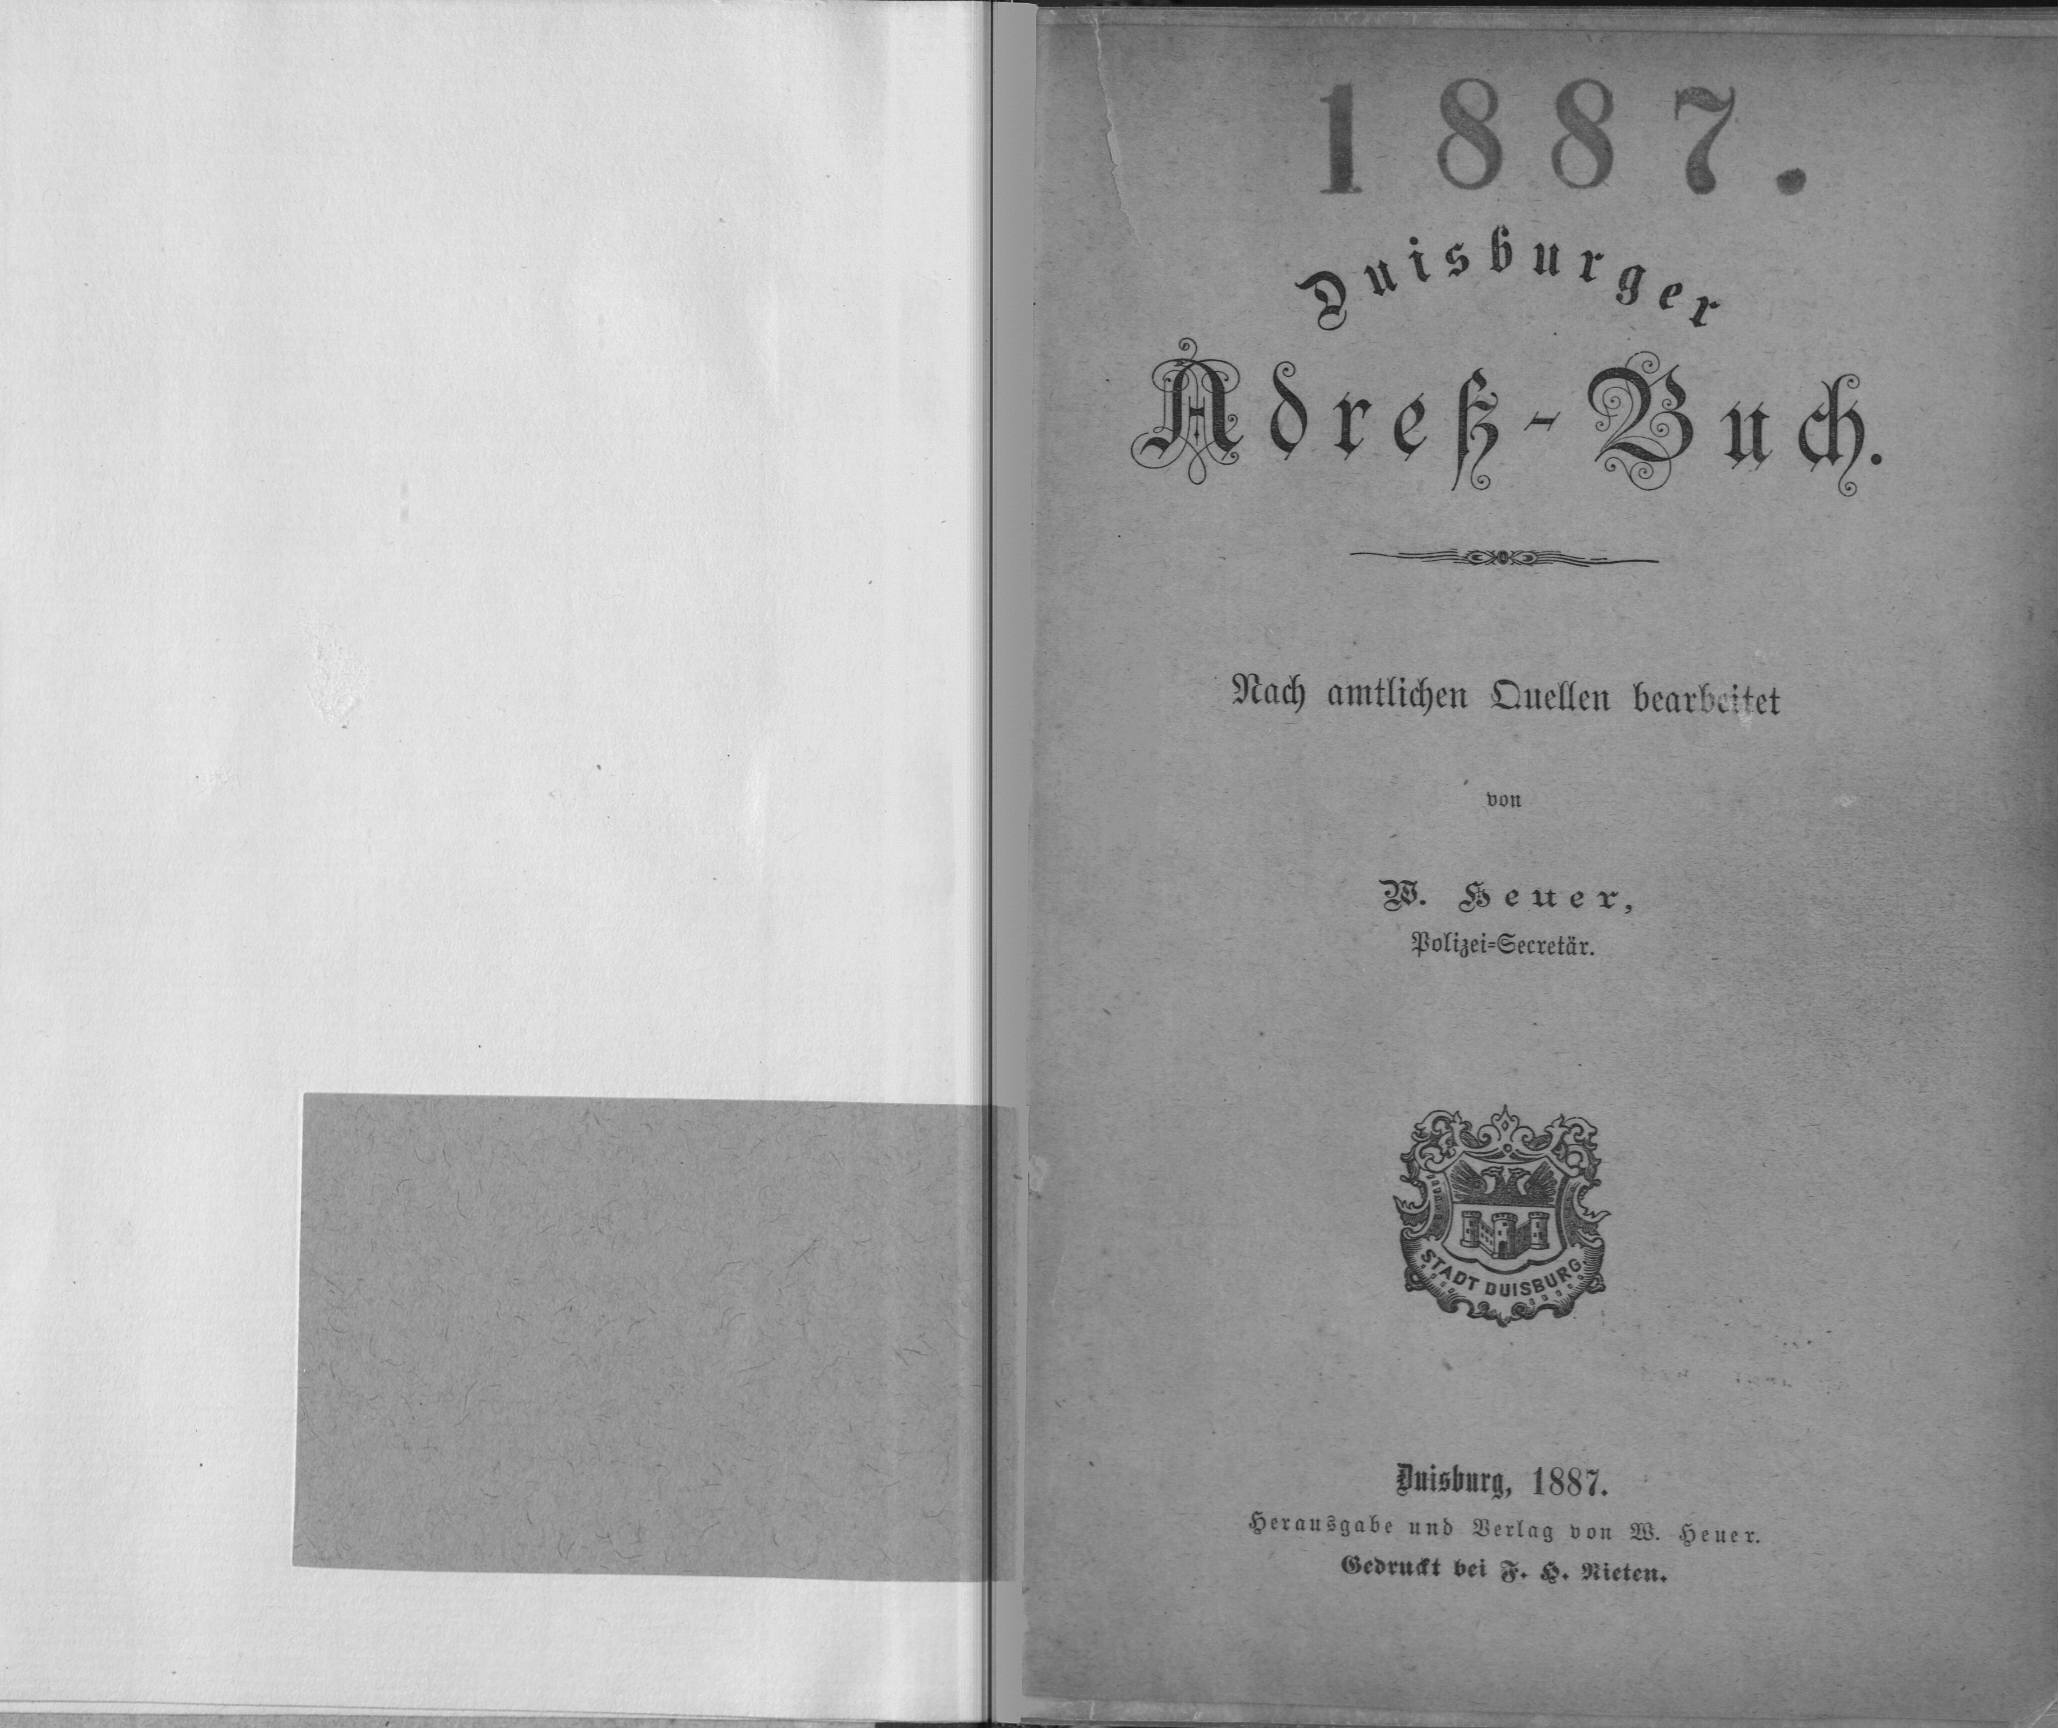 1887.
Duisburger
Adreß-Buch.
Nach amtlichen Quellen bearbeitet
von
W. Heuer,
Polizei-Secretär.
STADT DUISBURG.
Duisburg, 1887.
Herausgabe und Verlag von W. Heuer.
Gedruckt bei F. H. Nieten.